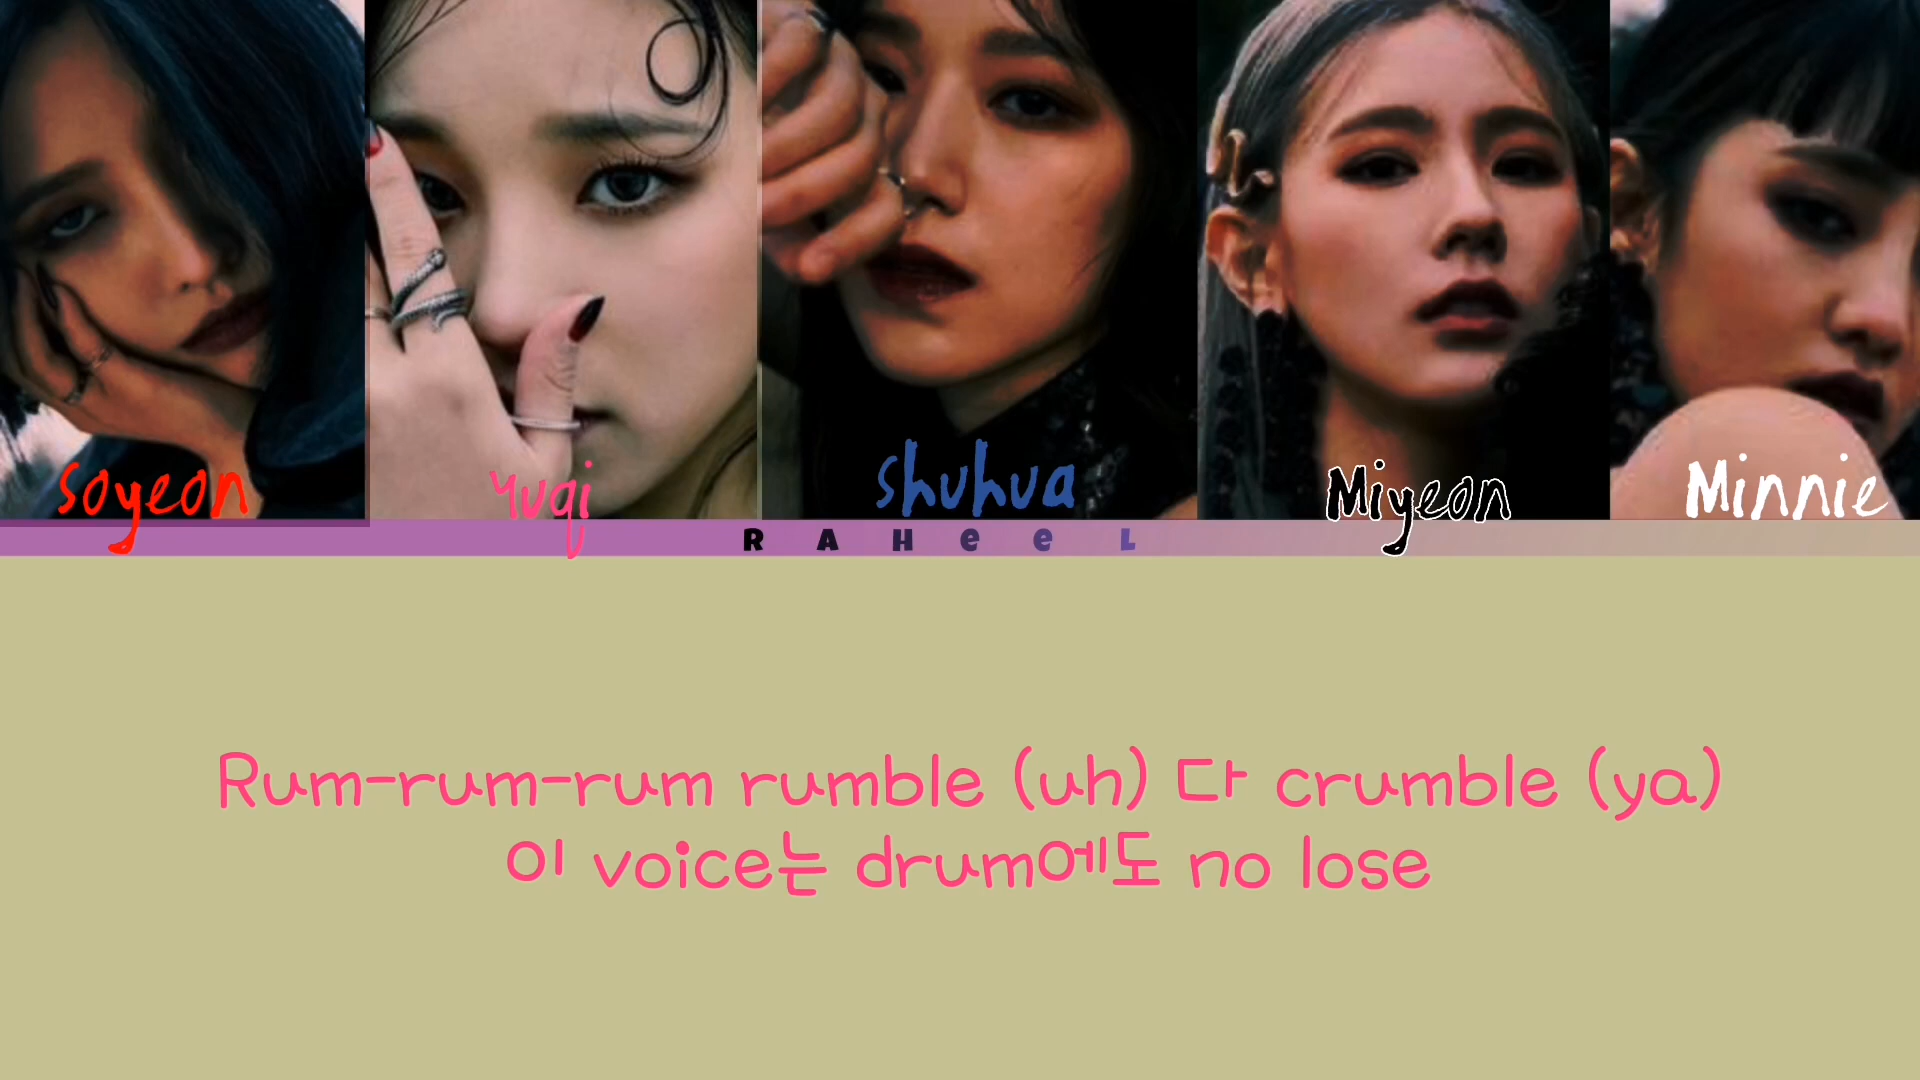 Soyeon
Yuqi
Shuhua
Miyeon
Minnie
RAHeeL
Rum-rum-rum rumble (uh) 다 crumble (ya)
이 voice는 drum에도 no lose